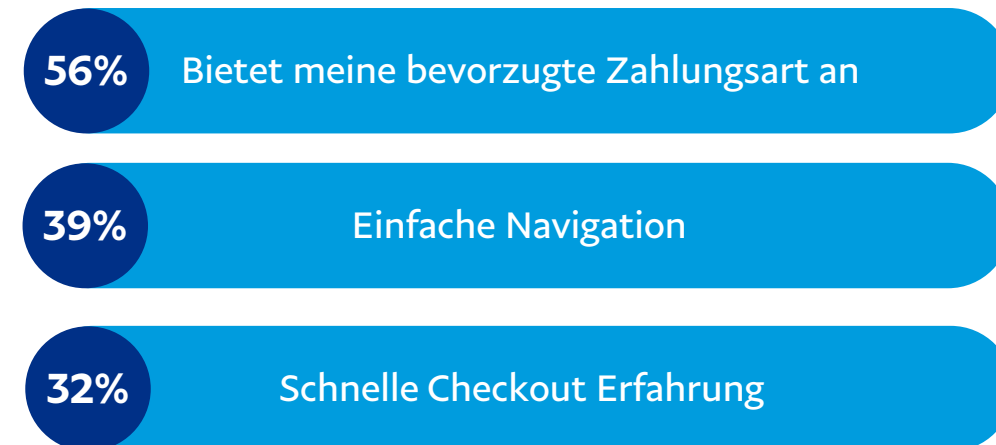 56% Bietet meine bevorzugte Zahlungsart an
39% Einfache Navigation
32% Schnelle Checkout Erfahrung